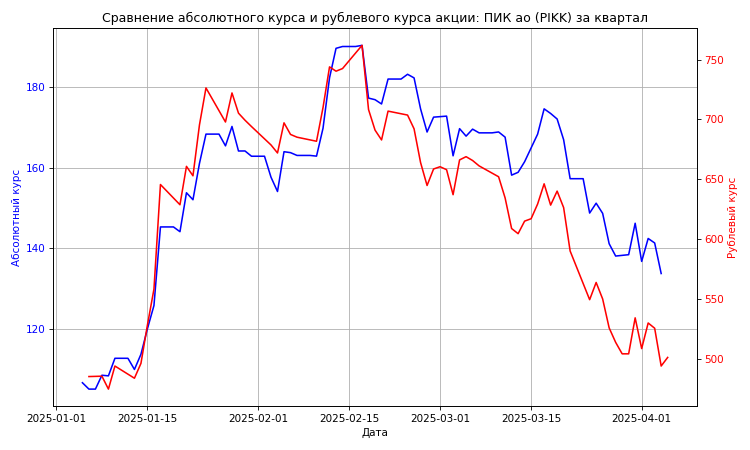 Сравнение абсолютного курса и рублевого курса акции: ПИК ао (PIKK) за квартал
Абсолютный курс
180
160
140
120
750
700
650
600
550
500
Рублевый курс
2025-01-01 2025-01-15 2025-02-01 2025-02-15 2025-03-01 2025-03-15 2025-04-01
Дата